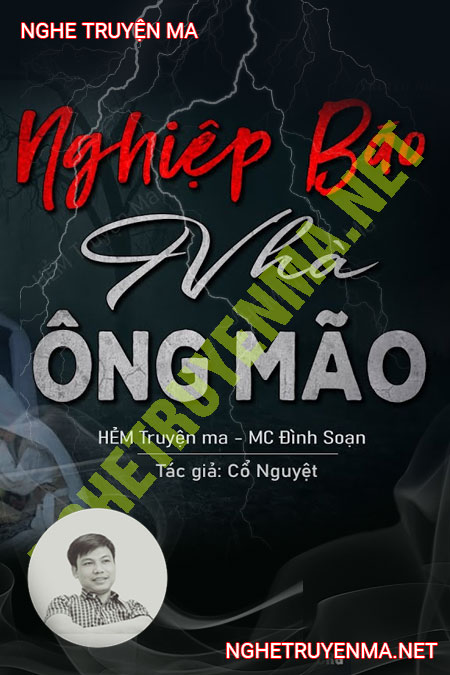 NGHE TRUYỆN MA
Nghiệp Báo
Nhà
ÔNG MÃO
HẺM Truyện ma - MC Đình Soạn
Tác giả: Cổ Nguyệt
NGHETRUYENMA.NET
NGHETRUYENMA.NET